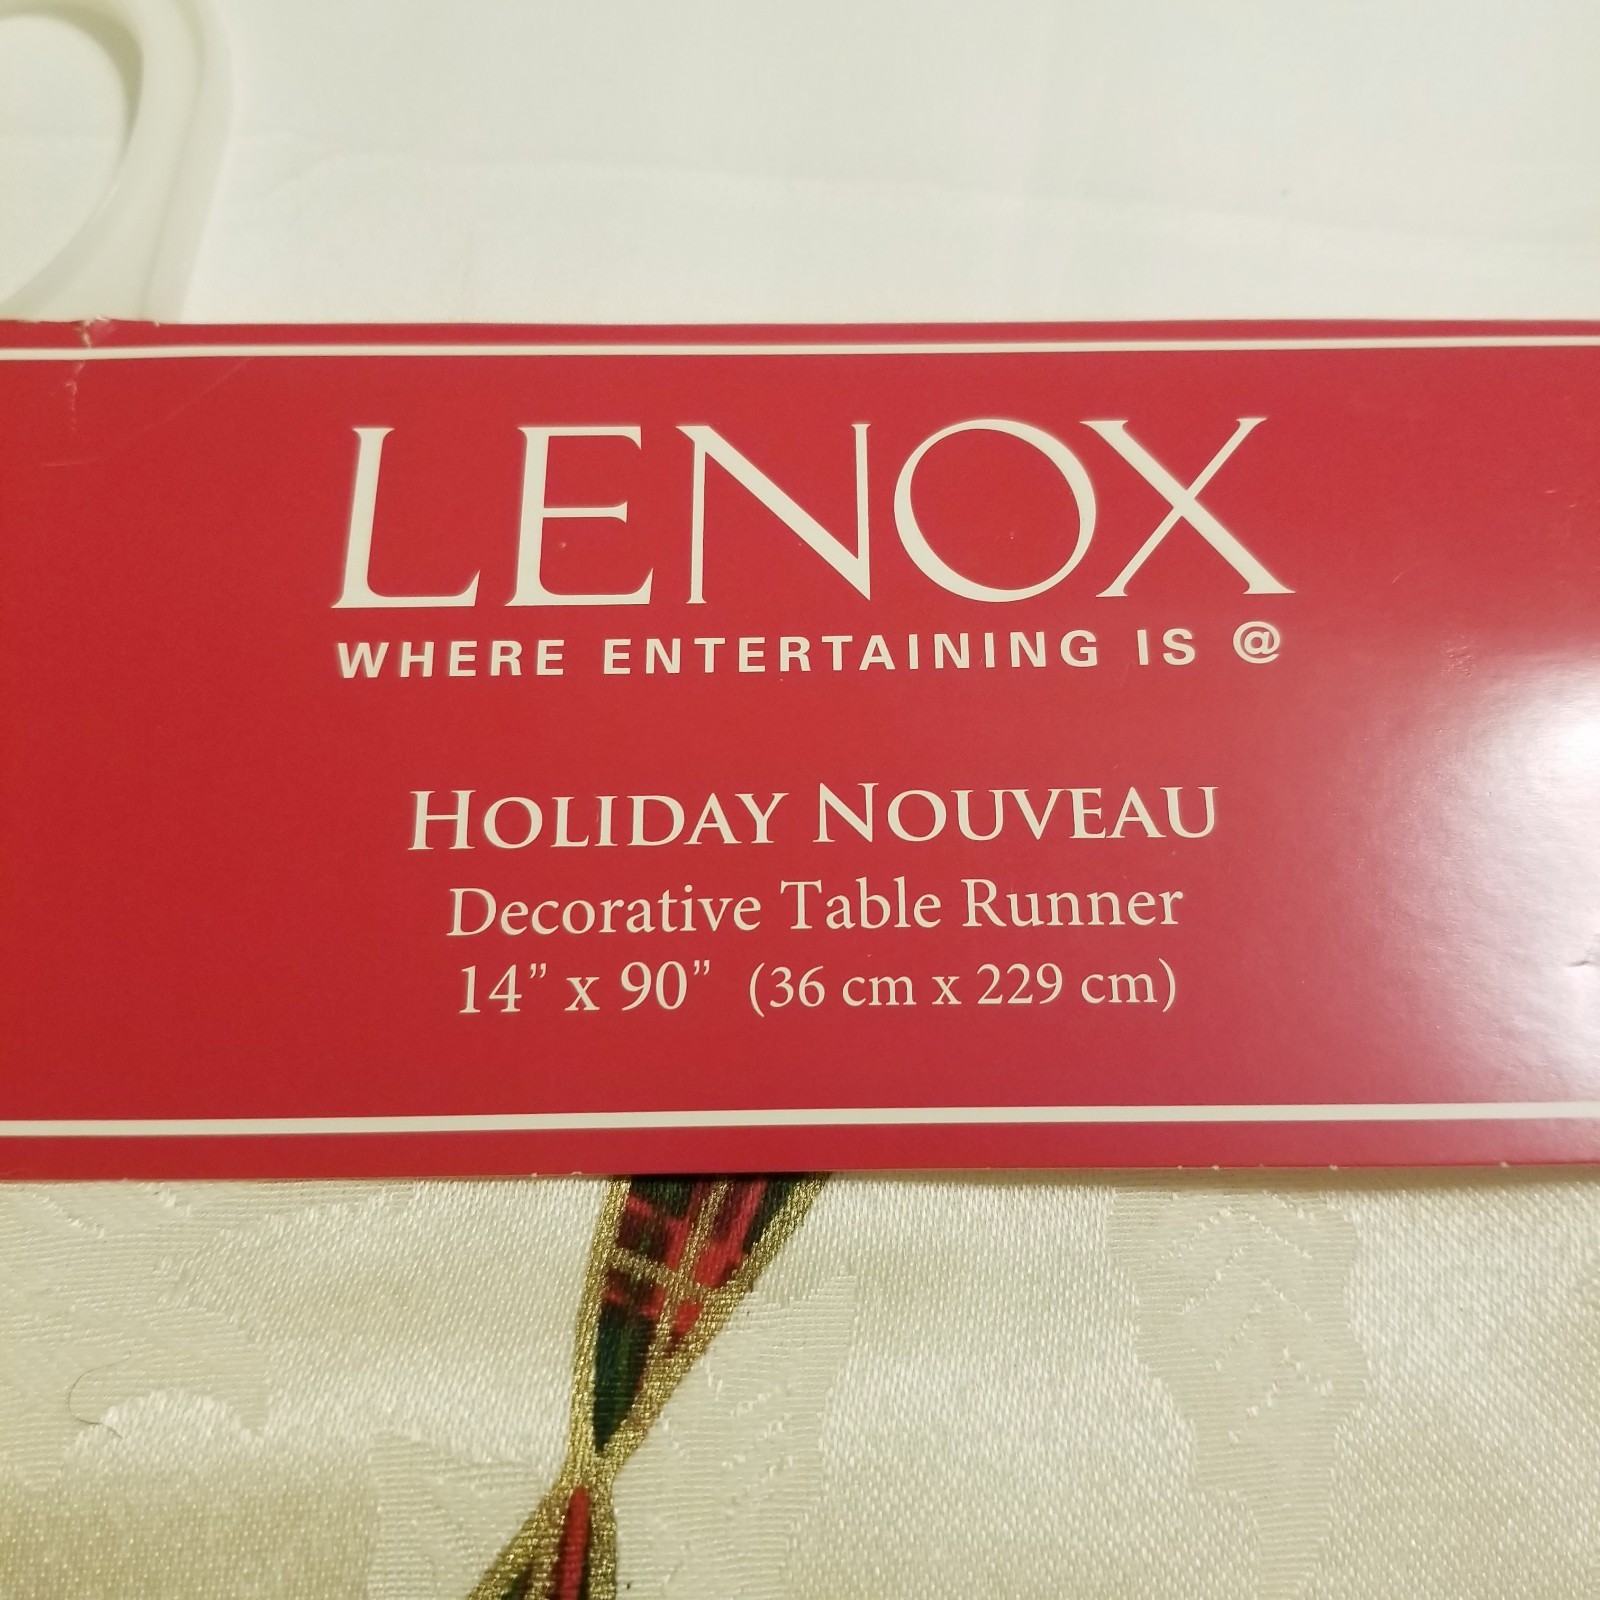 LENOX
WHERE ENTERTAINING IS @
HOLIDAY NOUVEAU
Decorative Table Runner
14” x 90” (36 cm x 229 cm)